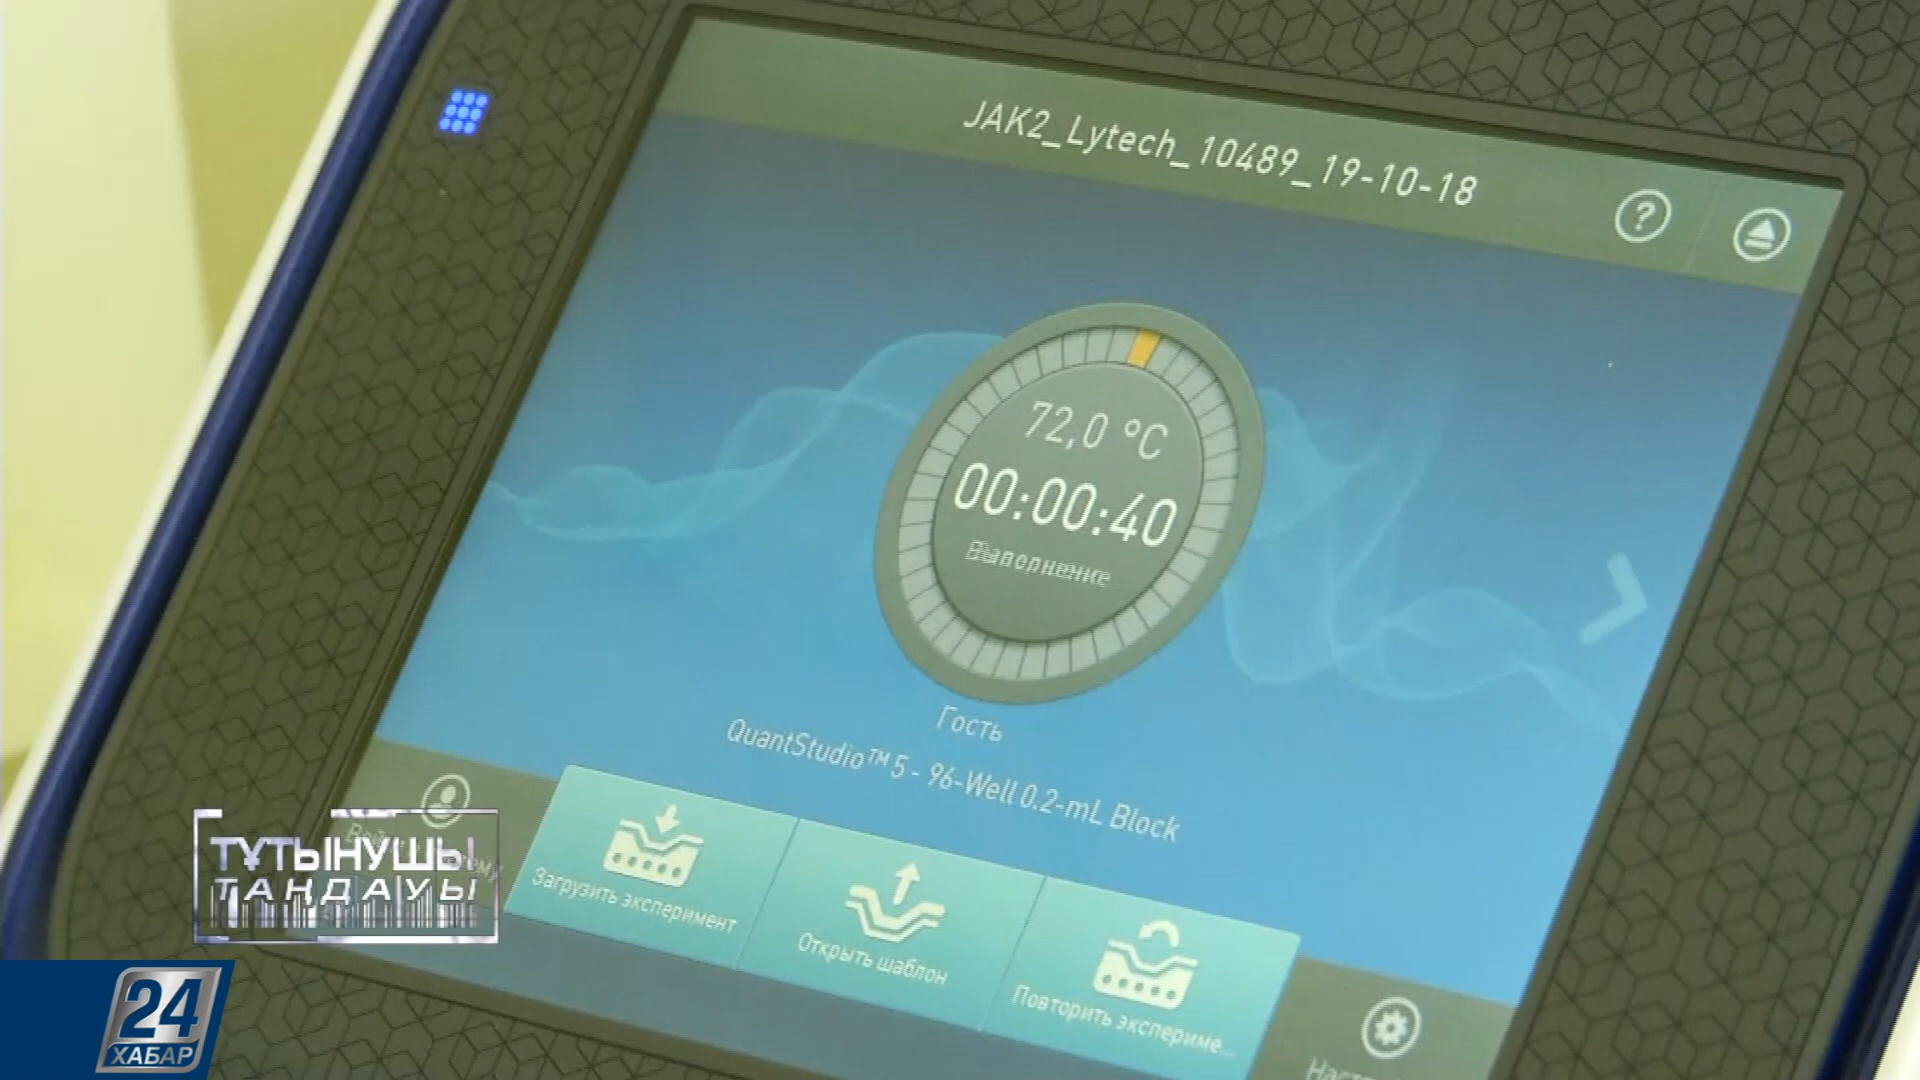 JAK2_Lytech_10489_19-10-18
?
72,0 °C
00:00:40
Выполнение
Гость
QuantStudio™ 5 - 96-Well 0.2-mL Block
Загрузить эксперимент
Открыть шаблон
Повторить экспериме...
ТҰТЫНУШЫ
ТАҢДАУЫ
24
ХАБАР